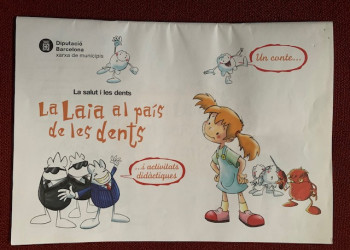 Diputació
Barcelona
xarxa de municipis
Un conte...
La salut i les dents
La Laia al país
de les dents
...i activitats
didàctiques